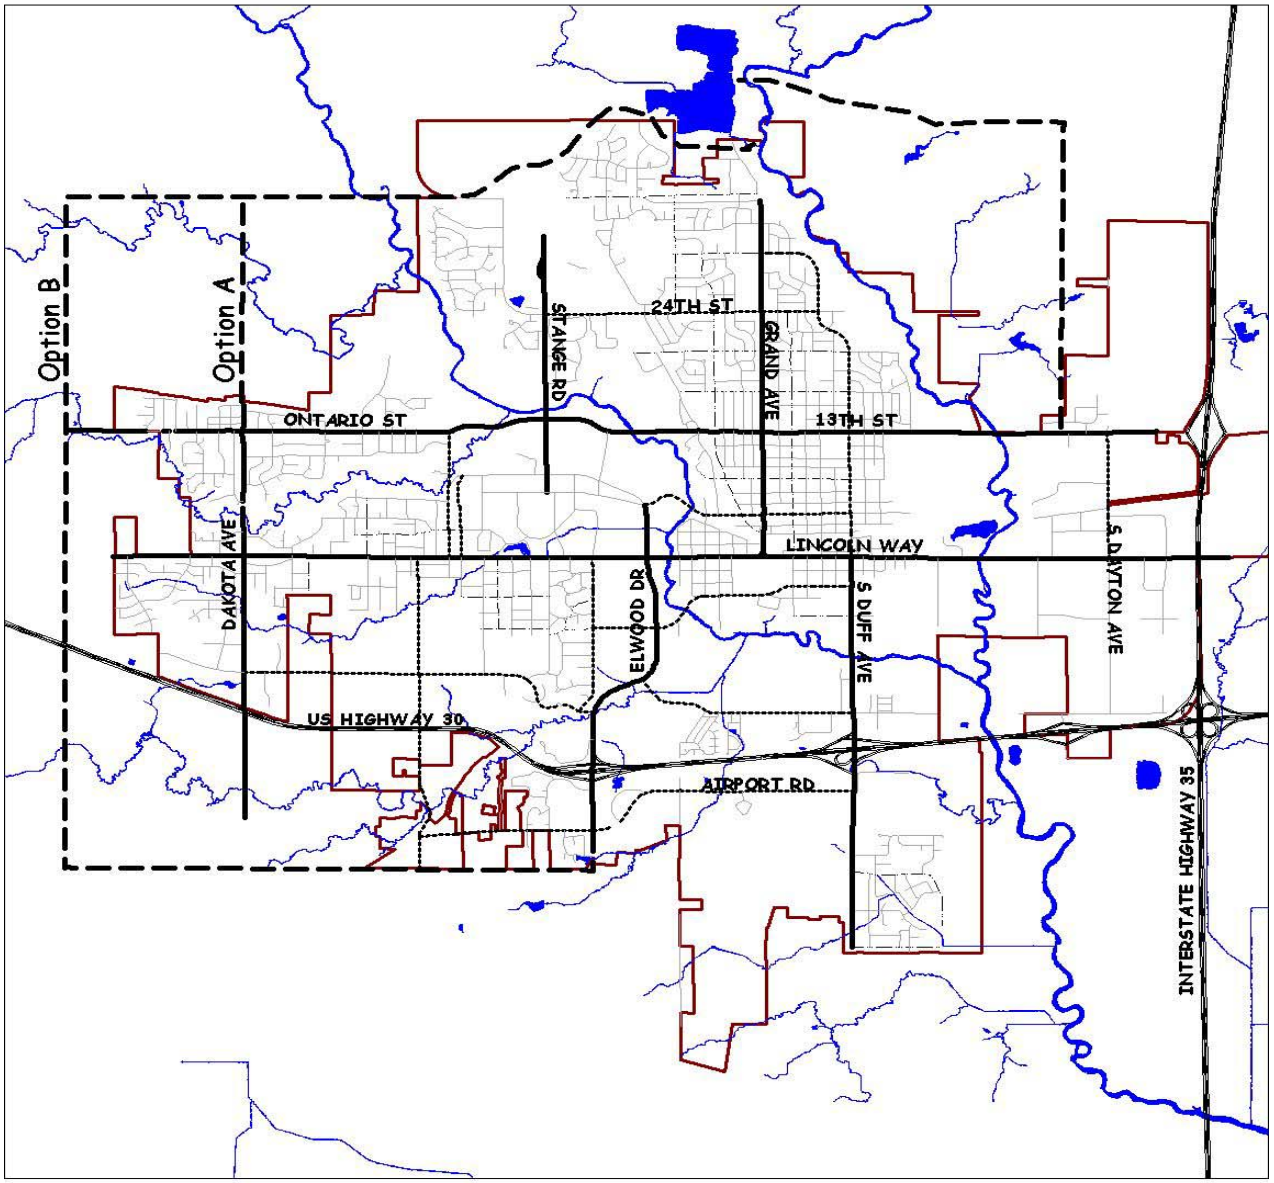 Option B
Option A
24TH ST
STANGE RD
GRAND AVE
ONTARIO ST
13TH ST
DAKOTA AVE
LINCOLN WAY
ELWOOD DR
S DUFF AVE
S DAYTON AVE
US HIGHWAY 30
AIRPORT RD
INTERSTATE HIGHWAY 35